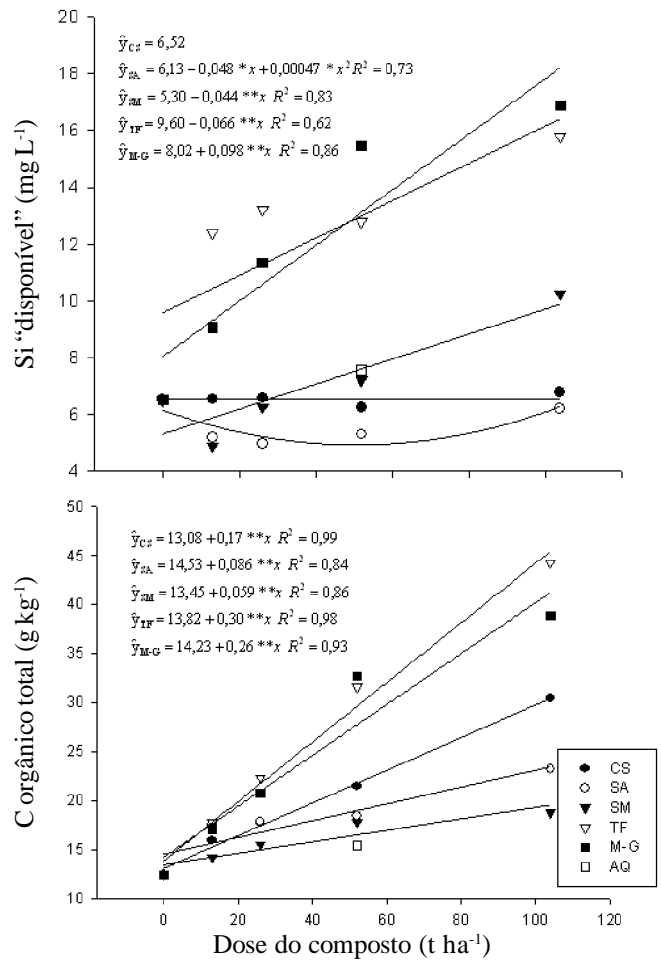 ŷCS = 6,52
ŷSA = 6,13 – 0,048 *x + 0,00047 *x² R² = 0,73
ŷSM = 5,30 – 0,044 **x R² = 0,83
ŷTF = 9,60 – 0,066 **x R² = 0,62
ŷM-G = 8,02 + 0,098 **x R² = 0,86
20
18
16
14
12
10
8
6
4
Si “disponível” (mg L⁻¹)
ŷCS = 13,08 + 0,17 **x R² = 0,99
ŷSA = 14,53 + 0,086 **x R² = 0,84
ŷSM = 13,45 + 0,059 **x R² = 0,86
ŷTF = 13,82 + 0,30 **x R² = 0,98
ŷM-G = 14,23 + 0,26 **x R² = 0,93
50
45
40
35
30
25
20
15
10
C orgânico total (g kg⁻¹)
CS
SA
SM
TF
M-G
AQ
0 20 40 60 80 100 120
Dose do composto (t ha⁻¹)